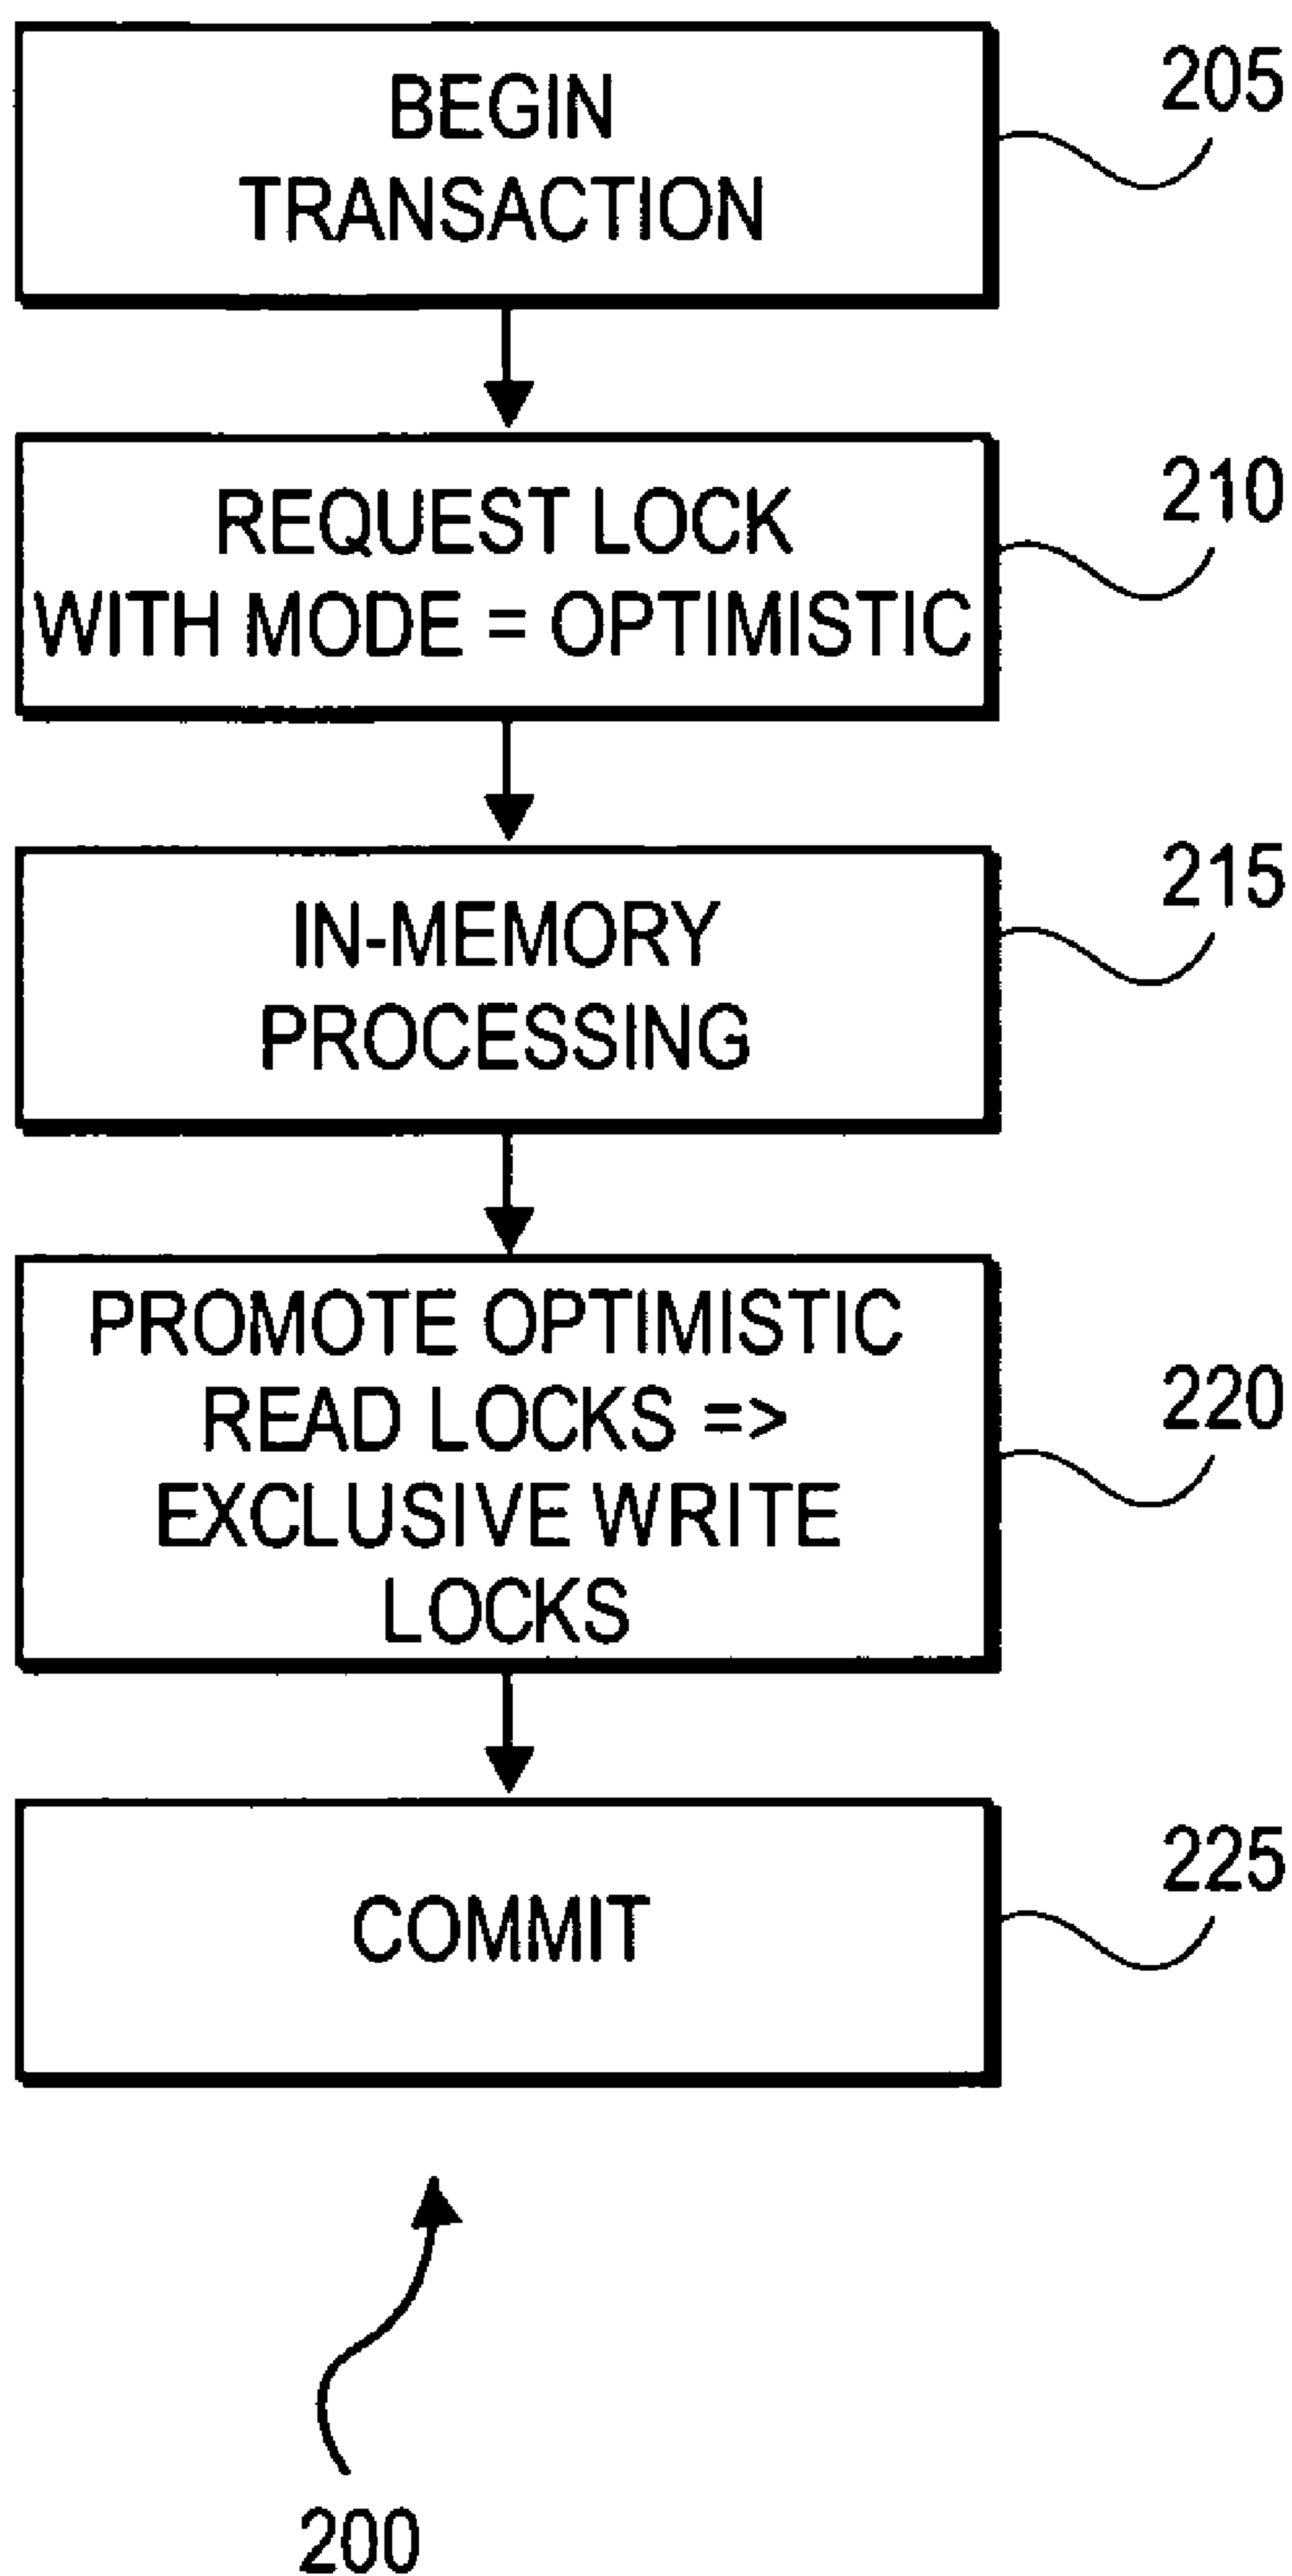 BEGIN
TRANSACTION
205
REQUEST LOCK
WITH MODE = OPTIMISTIC
210
IN-MEMORY
PROCESSING
215
PROMOTE OPTIMISTIC
READ LOCKS =>
EXCLUSIVE WRITE
LOCKS
220
COMMIT
225
200